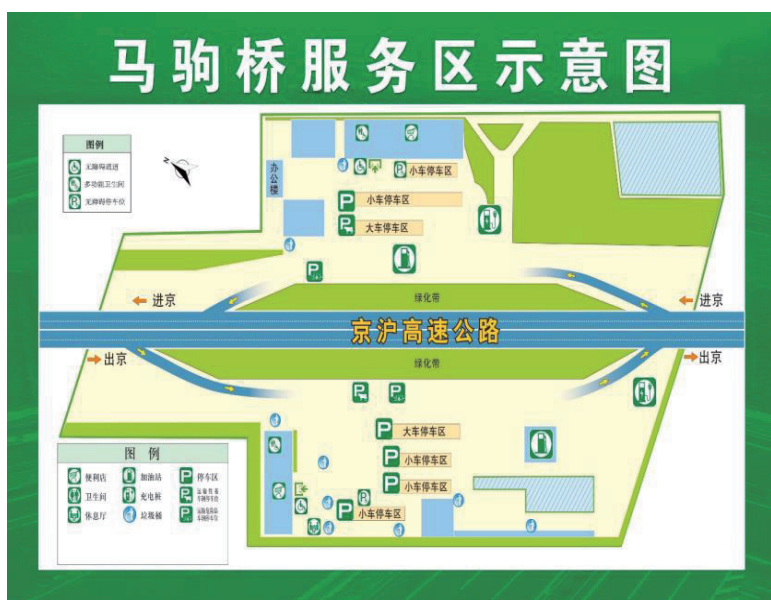 马驹桥服务区示意图
图例
无障碍通道
多功能卫生间
无障碍停车位
办公楼
小车停车区
小车停车区
大车停车区
进京
进京
绿化带
京沪高速公路
出京
出京
绿化带
大车停车区
小车停车区
小车停车区
小车停车区
图 例
便利店
加油站
停车区
卫生间
充电桩
休息厅
垃圾桶